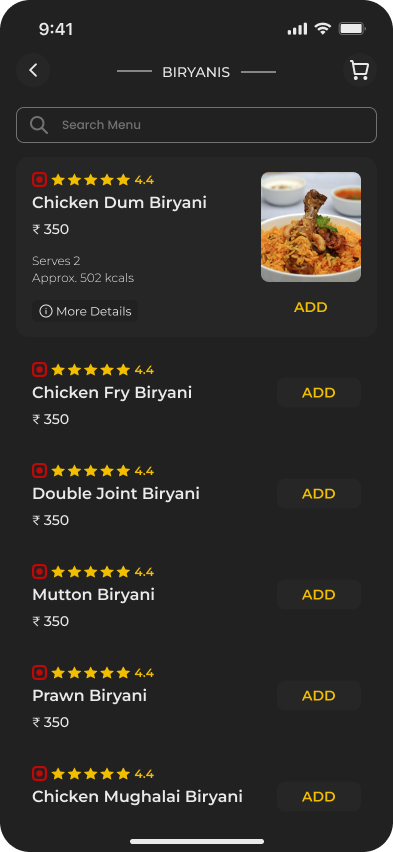 9:41
BIRYANIS
Search Menu
4.4
Chicken Dum Biryani
₹ 350
Serves 2
Approx. 502 kcals
More Details
ADD
4.4
Chicken Fry Biryani
₹ 350
ADD
4.4
Double Joint Biryani
₹ 350
ADD
4.4
Mutton Biryani
₹ 350
ADD
4.4
Prawn Biryani
₹ 350
ADD
4.4
Chicken Mughalai Biryani
ADD